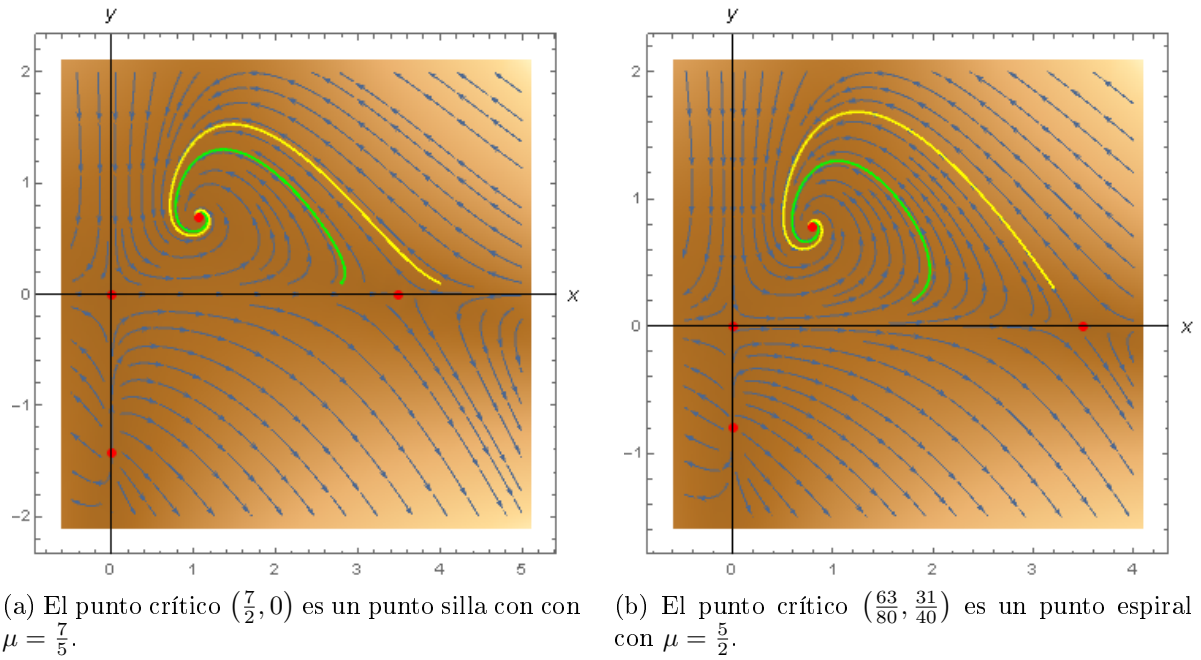 y
2
1
0
−1
−2
0 1 2 3 4 5
x
(a) El punto crítico (7/2, 0) es un punto silla con con
μ = 7/5.
y
2
1
0
−1
0 1 2 3 4
x
(b) El punto crítico (63/80, 31/40) es un punto espiral
con μ = 5/2.